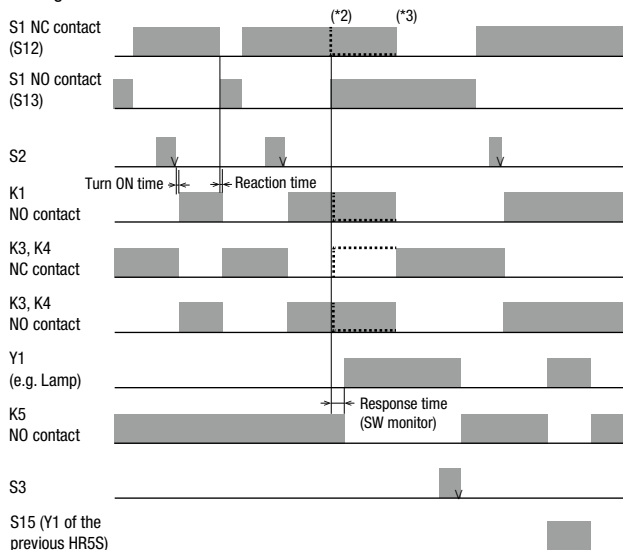 (*2)
(*3)
S1 NC contact
(S12)
S1 NO contact
(S13)
S2
Turn ON time
Reaction time
K1
NO contact
K3, K4
NC contact
K3, K4
NO contact
Y1
(e.g. Lamp)
Response time
(SW monitor)
K5
NO contact
S3
S15 (Y1 of the
previous HR5S)